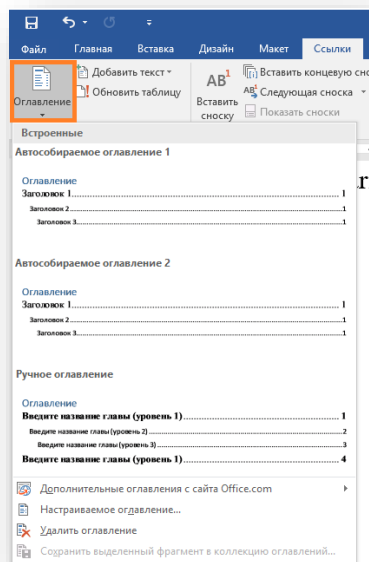 Файл Главная Вставка Дизайн Макет Ссылки
Оглавление
Добавить текст
Обновить таблицу
AB1
Вставить сноску
Вставить концевую сно
Следующая сноска
Показать сноски
Встроенные
Автособираемое оглавление 1
Оглавление
Заголовок 1 1
Заголовок 2 1
Заголовок 3 1
Автособираемое оглавление 2
Оглавление
Заголовок 1 1
Заголовок 2 1
Заголовок 3 1
Ручное оглавление
Оглавление
Введите название главы (уровень 1) 1
Введите название главы (уровень 2) 2
Введите название главы (уровень 3) 3
Введите название главы (уровень 1) 4
Дополнительные оглавления с сайта Office.com
Настраиваемое оглавление...
Удалить оглавление
Сохранить выделенный фрагмент в коллекцию оглавлений...